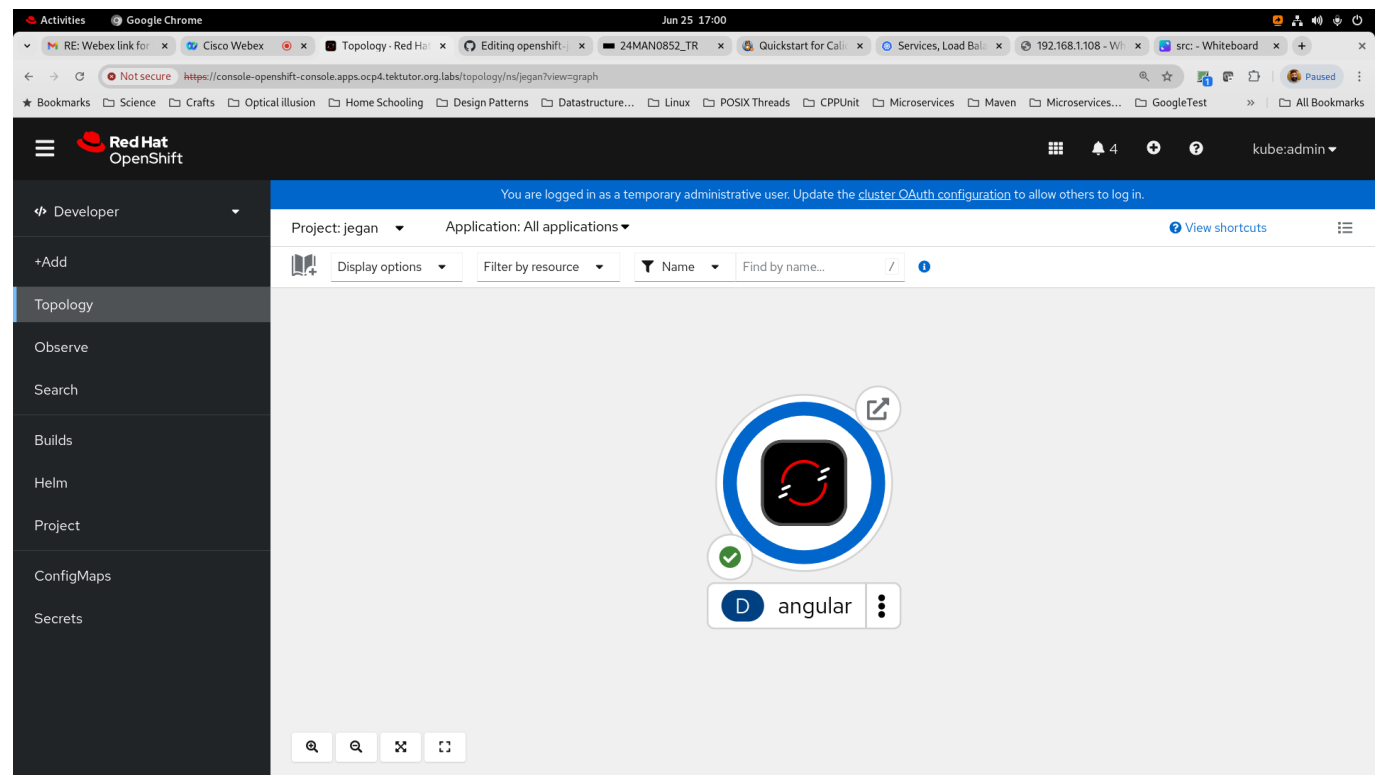 Activities Google Chrome Jun 25 17:00
RE: Webex link for Cisco Webex Topology - Red Hat Editing openshift-j 24MAN0852_TR Quickstart for Calic Services, Load Bala 192.168.1.108 - Wh src: - Whiteboard
Not secure https://console-openshift-console.apps.ocp4.tektutor.org.labs/topology/ns/jegan?view=graph 1 Paused
Bookmarks Science Crafts Optical illusion Home Schooling Design Patterns Datastructure... Linux POSIX Threads CPPUnit Microservices Maven Microservices... GoogleTest » All Bookmarks
Red Hat
OpenShift
4 kube:admin
You are logged in as a temporary administrative user. Update the cluster OAuth configuration to allow others to log in.
Developer
Project: jegan Application: All applications View shortcuts
+Add
Display options Filter by resource Name Find by name... /
Topology
Observe
Search
Builds
Helm
Project
ConfigMaps
Secrets
D angular